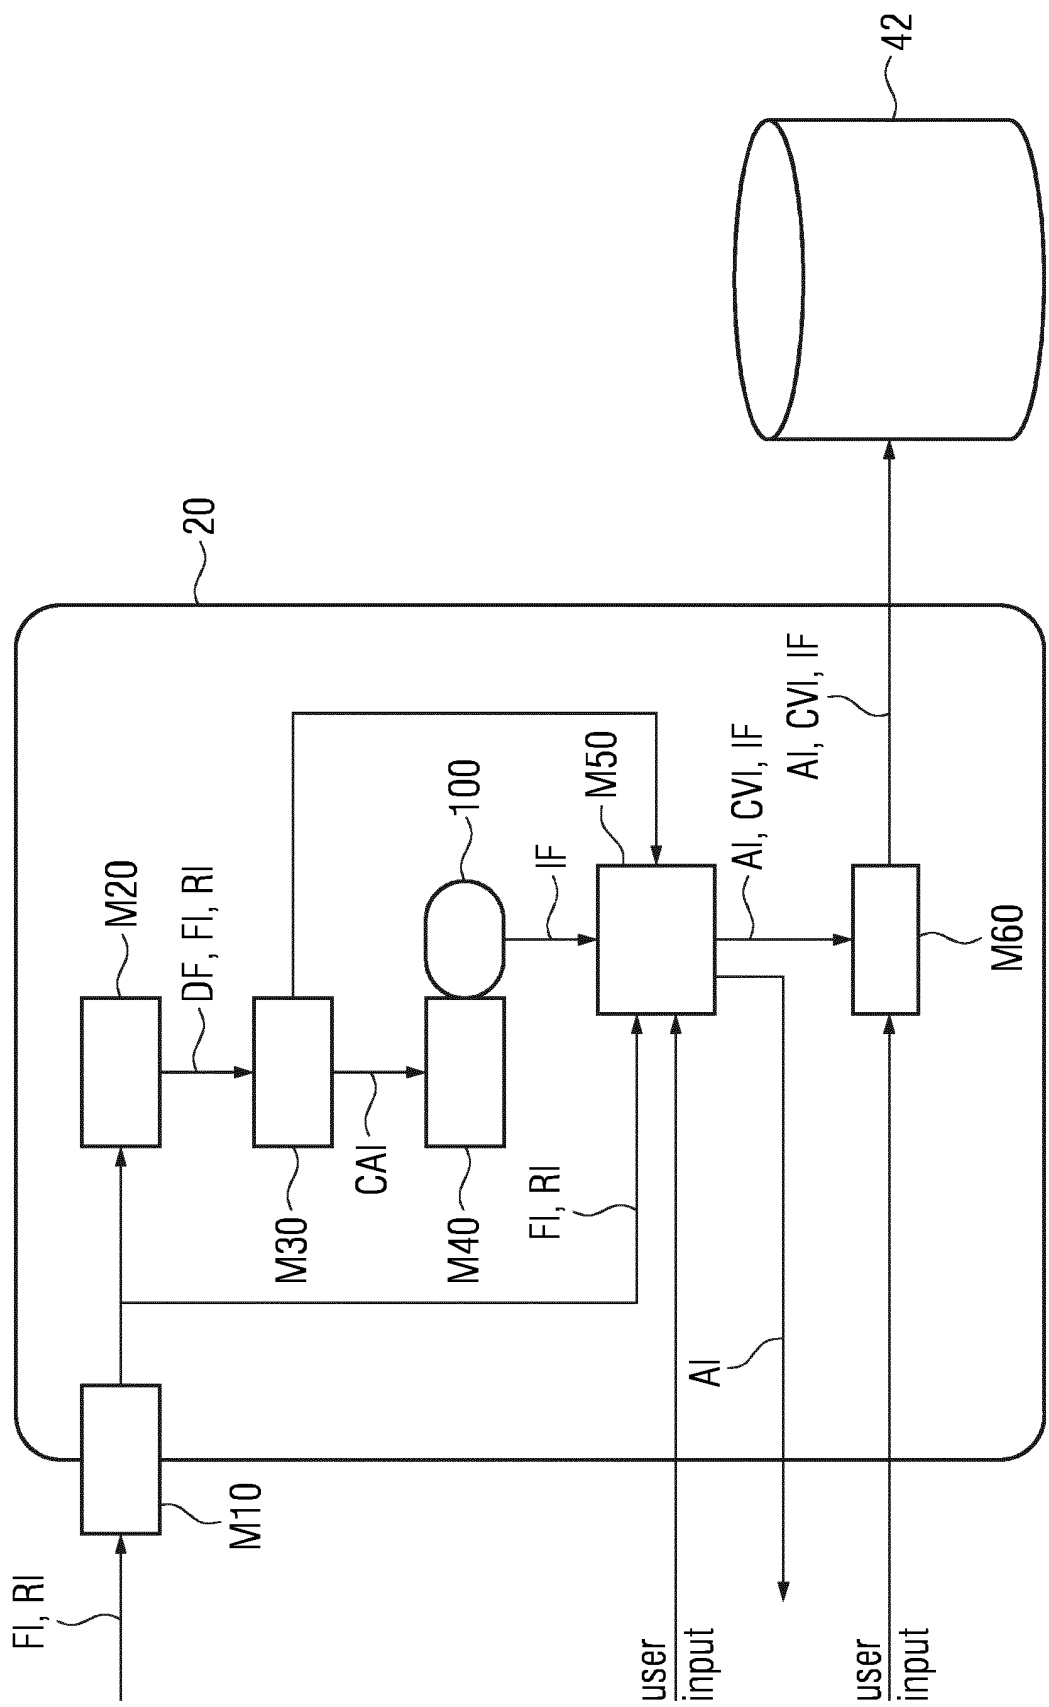 FI, RI
M20
DF, FI, RI
20
M10
M30
CAI
M40
100
FI, RI
IF
M50
user
input
AI
AI, CVI, IF
AI, CVI, IF
user
input
42
M60